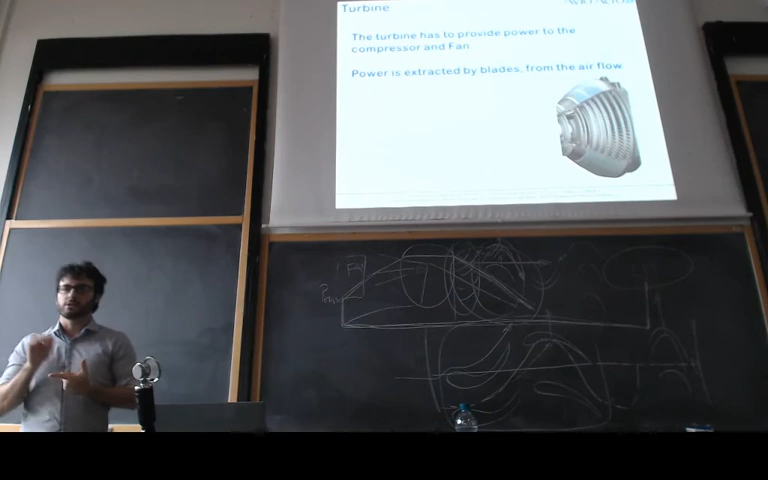 Turbine
The turbine has to provide power to the
compressor and Fan
Power is extracted by blades, from the air flow